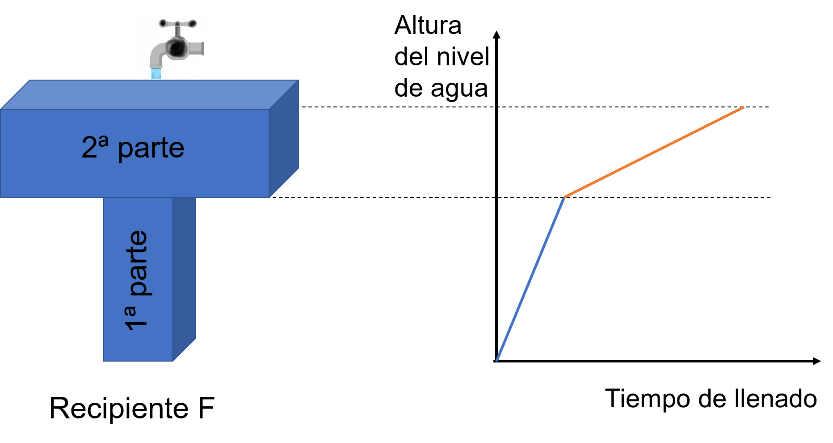 2ª parte
1ª parte
Recipiente F
Altura
del nivel
de agua
Tiempo de llenado